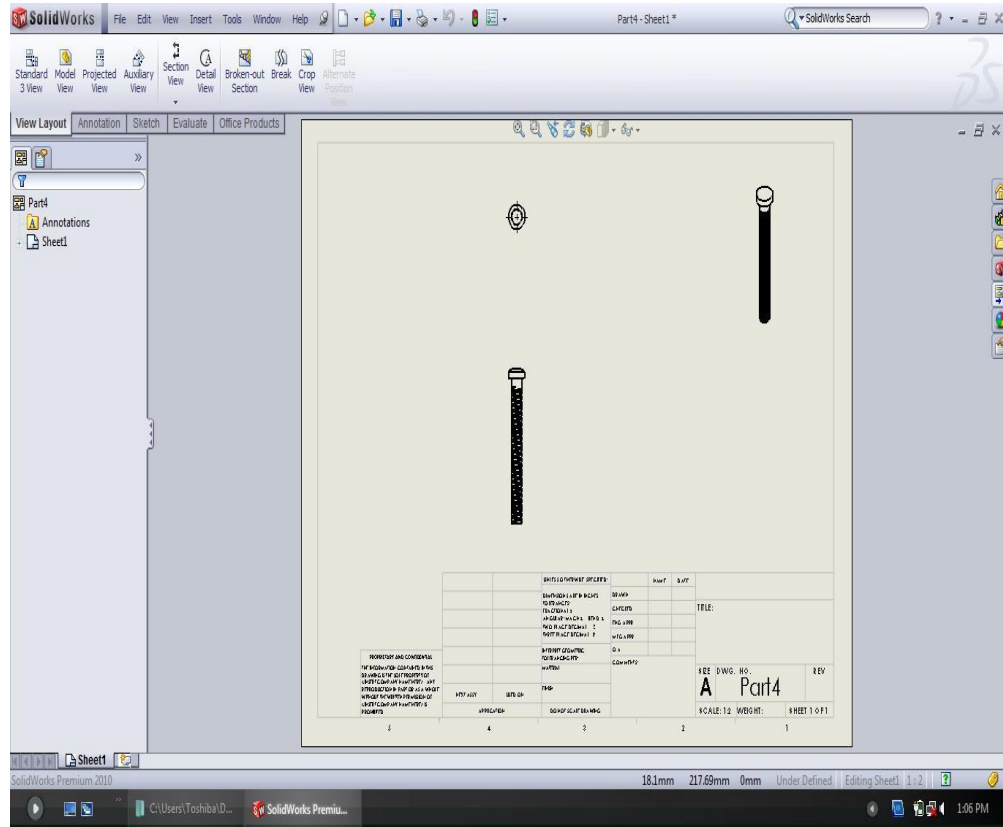 SolidWorks File Edit View Insert Tools Window Help Part4 - Sheet1 * SolidWorks Search ?
Standard 3 View
Model View
Projected View
Auxiliary View
Section View
Detail View
Broken-out Section
Break
Crop View
Alternate Position View
View Layout Annotation Sketch Evaluate Office Products
Part4
Annotations
Sheet1
NAME DATE
DRAWN
CHECKED
ENG APPR
MFG APPR
Q A
COMMENTS:
TITLE:
PROPRIETARY AND CONFIDENTIAL
NEXT ASSY USED ON
APPLICATION
FINISH
DO NOT SCALE DRAWING
SIZE DWG. NO. REV
A Part4
SCALE: 1:2 WEIGHT: SHEET 1 OF 1
5 4 3 2 1
Sheet1
SolidWorks Premium 2010 18.1mm 217.69mm 0mm Under Defined Editing Sheet1 1 : 2
C:\Users\Toshiba\D... SolidWorks Premiu... 1:06 PM